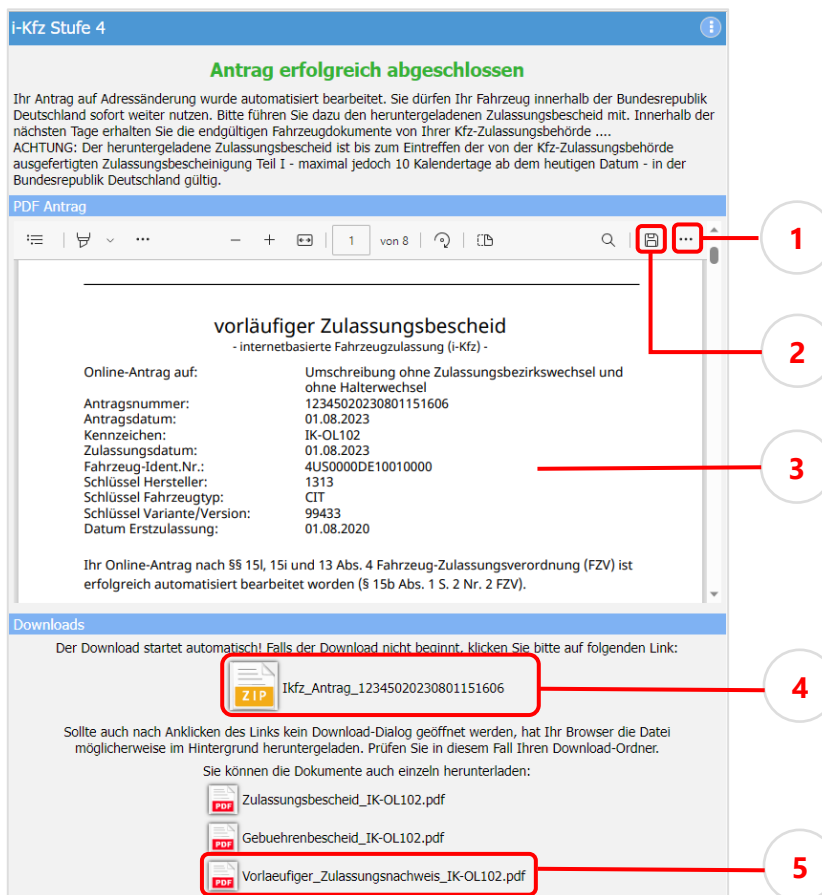 i-Kfz Stufe 4
Antrag erfolgreich abgeschlossen
Ihr Antrag auf Adressänderung wurde automatisiert bearbeitet. Sie dürfen Ihr Fahrzeug innerhalb der Bundesrepublik
Deutschland sofort weiter nutzen. Bitte führen Sie dazu den heruntergeladenen Zulassungsbescheid mit. Innerhalb der
nächsten Tage erhalten Sie die endgültigen Fahrzeugdokumente von Ihrer Kfz-Zulassungsbehörde ....
ACHTUNG: Der heruntergeladene Zulassungsbescheid ist bis zum Eintreffen der von der Kfz-Zulassungsbehörde
ausgefertigten Zulassungsbescheinigung Teil I - maximal jedoch 10 Kalendertage ab dem heutigen Datum - in der
Bundesrepublik Deutschland gültig.
PDF Antrag
1 von 8
1
vorläufiger Zulassungsbescheid
- internetbasierte Fahrzeugzulassung (i-Kfz) -
2
Online-Antrag auf: Umschreibung ohne Zulassungsbezirkswechsel und
ohne Halterwechsel
Antragsnummer: 12345020230801151606
Antragsdatum: 01.08.2023
Kennzeichen: IK-OL102
Zulassungsdatum: 01.08.2023
Fahrzeug-Ident.Nr.: 4US0000DE10010000
3
Schlüssel Hersteller: 1313
Schlüssel Fahrzeugtyp: CIT
Schlüssel Variante/Version: 99433
Datum Erstzulassung: 01.08.2020
Ihr Online-Antrag nach §§ 15l, 15i und 13 Abs. 4 Fahrzeug-Zulassungsverordnung (FZV) ist
erfolgreich automatisiert bearbeitet worden (§ 15b Abs. 1 S. 2 Nr. 2 FZV).
Downloads
Der Download startet automatisch! Falls der Download nicht beginnt, klicken Sie bitte auf folgenden Link:
ZIP Ikfz_Antrag_12345020230801151606
4
Sollte auch nach Anklicken des Links kein Download-Dialog geöffnet werden, hat Ihr Browser die Datei
möglicherweise im Hintergrund heruntergeladen. Prüfen Sie in diesem Fall Ihren Download-Ordner.
Sie können die Dokumente auch einzeln herunterladen:
PDF Zulassungsbescheid_IK-OL102.pdf
PDF Gebuehrenbescheid_IK-OL102.pdf
PDF Vorlaeufiger_Zulassungsnachweis_IK-OL102.pdf
5